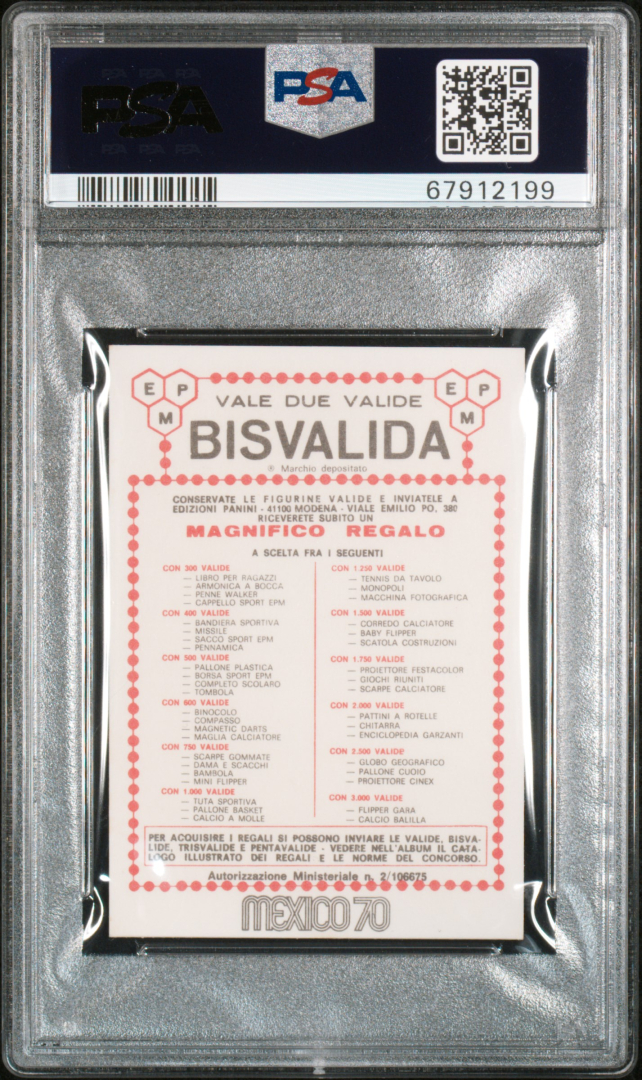 PSA
PSA
67912199
E P M
E P M
VALE DUE VALIDE
BISVALIDA
® Marchio depositato
CONSERVATE LE FIGURINE VALIDE E INVIATELE A
EDIZIONI PANINI - 41100 MODENA - VIALE EMILIO PO, 380
RICEVERETE SUBITO UN
MAGNIFICO REGALO
A SCELTA FRA I SEGUENTI
CON 300 VALIDE
— LIBRO PER RAGAZZI
— ARMONICA A BOCCA
— PENNE WALKER
— CAPPELLO SPORT EPM
CON 400 VALIDE
— BANDIERA SPORTIVA
— MISSILE
— SACCO SPORT EPM
— PENNAMICA
CON 500 VALIDE
— PALLONE PLASTICA
— BORSA SPORT EPM
— COMPLETO SCOLARO
— TOMBOLA
CON 600 VALIDE
— BINOCOLO
— COMPASSO
— MAGNETIC DARTS
— MAGLIA CALCIATORE
CON 750 VALIDE
— SCARPE GOMMATE
— DAMA E SCACCHI
— BAMBOLA
— MINI FLIPPER
CON 1.000 VALIDE
— TUTA SPORTIVA
— PALLONE BASKET
— CALCIO A MOLLE
CON 1.250 VALIDE
— TENNIS DA TAVOLO
— MONOPOLI
— MACCHINA FOTOGRAFICA
CON 1.500 VALIDE
— CORREDO CALCIATORE
— BABY FLIPPER
— SCATOLA COSTRUZIONI
CON 1.750 VALIDE
— PROIETTORE FESTACOLOR
— GIOCHI RIUNITI
— SCARPE CALCIATORE
CON 2.000 VALIDE
— PATTINI A ROTELLE
— CHITARRA
— ENCICLOPEDIA GARZANTI
CON 2.500 VALIDE
— GLOBO GEOGRAFICO
— PALLONE CUOIO
— PROIETTORE CINEX
CON 3.000 VALIDE
— FLIPPER GARA
— CALCIO BALILLA
PER ACQUISIRE I REGALI SI POSSONO INVIARE LE VALIDE, BISVA-
LIDE, TRISVALIDE E PENTAVALIDE - VEDERE NELL'ALBUM IL CATA-
LOGO ILLUSTRATO DEI REGALI E LE NORME DEL CONCORSO.
Autorizzazione Ministeriale n. 2/106675
MEXICO 70